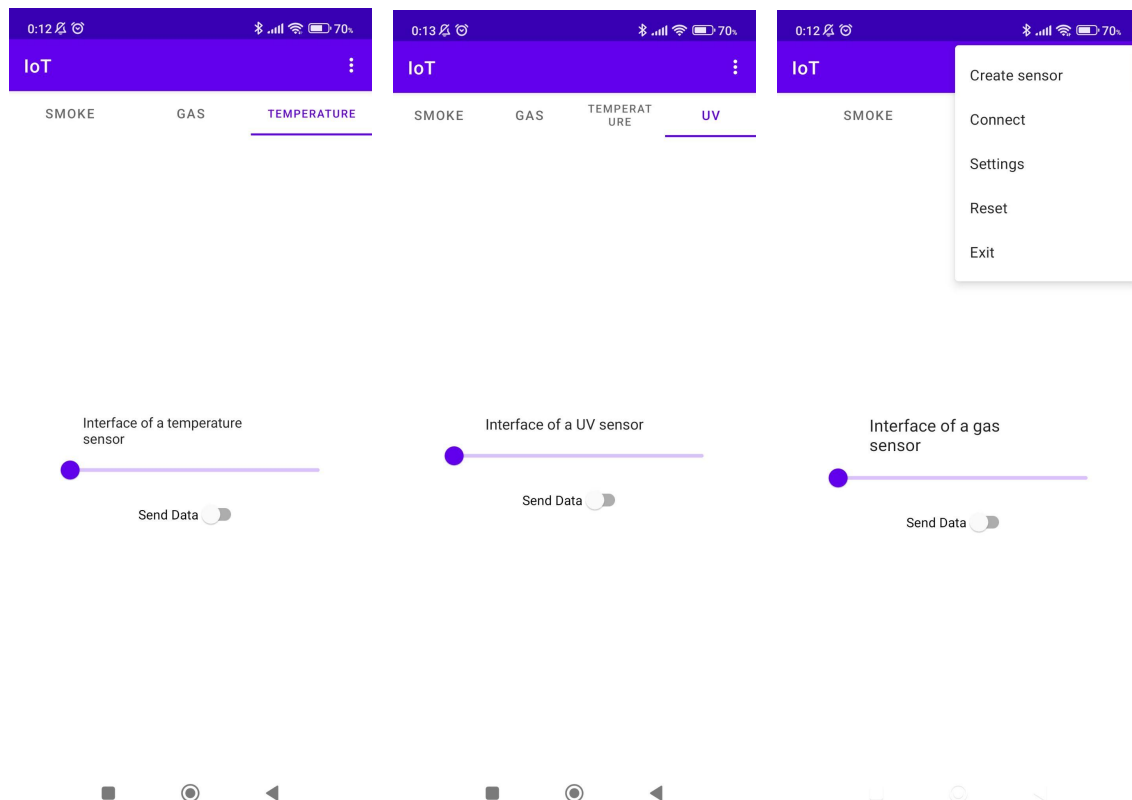 0:12
70%
IoT
SMOKE GAS TEMPERATURE
Interface of a temperature
sensor
Send Data
0:13
70%
IoT
SMOKE GAS TEMPERAT
URE UV
Interface of a UV sensor
Send Data
0:12
70%
IoT
Create sensor
SMOKE
Connect
Settings
Reset
Exit
Interface of a gas
sensor
Send Data